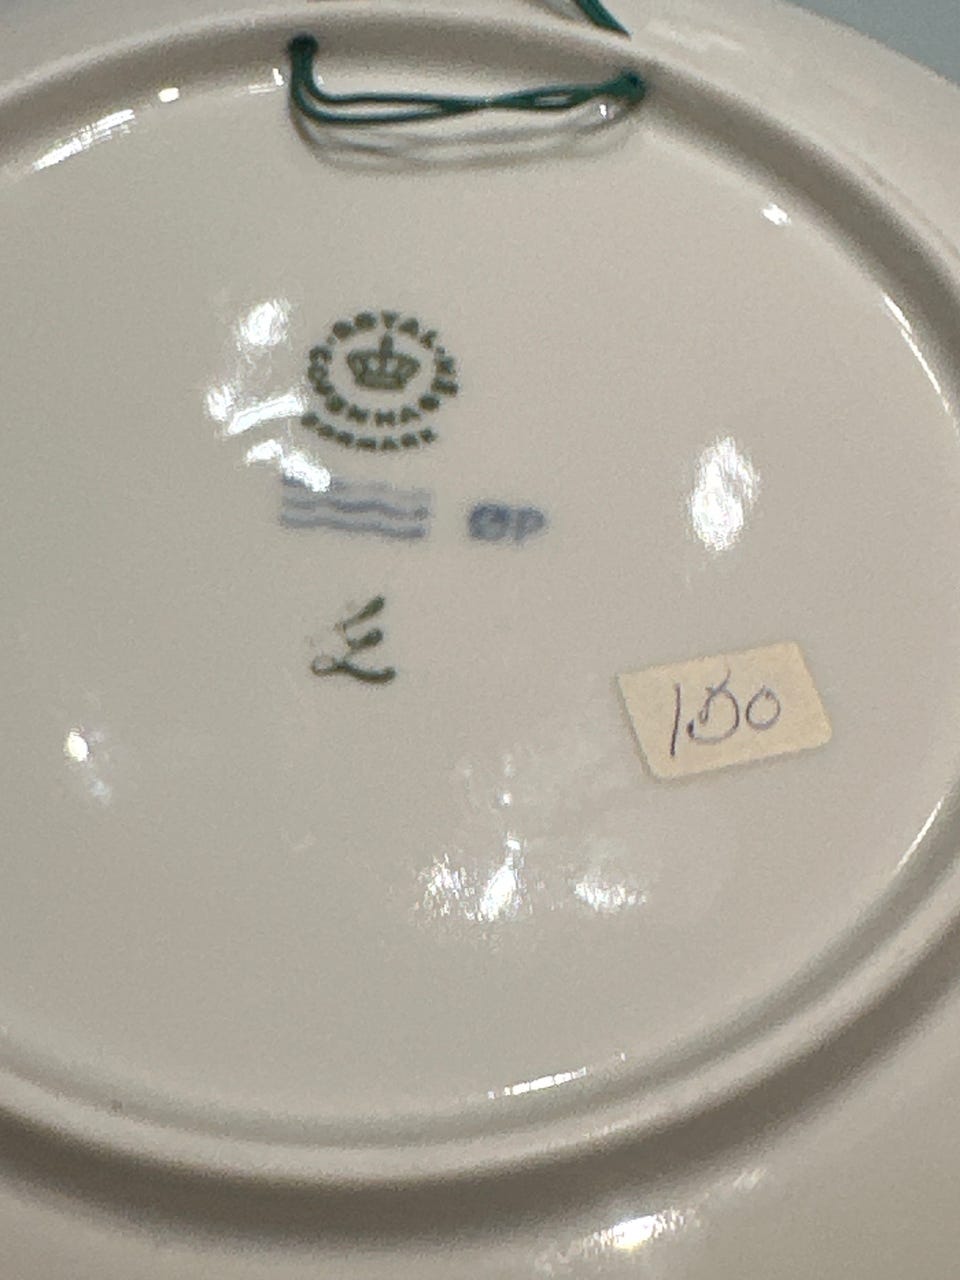 ROYAL
COPENHAGEN
DENMARK
150